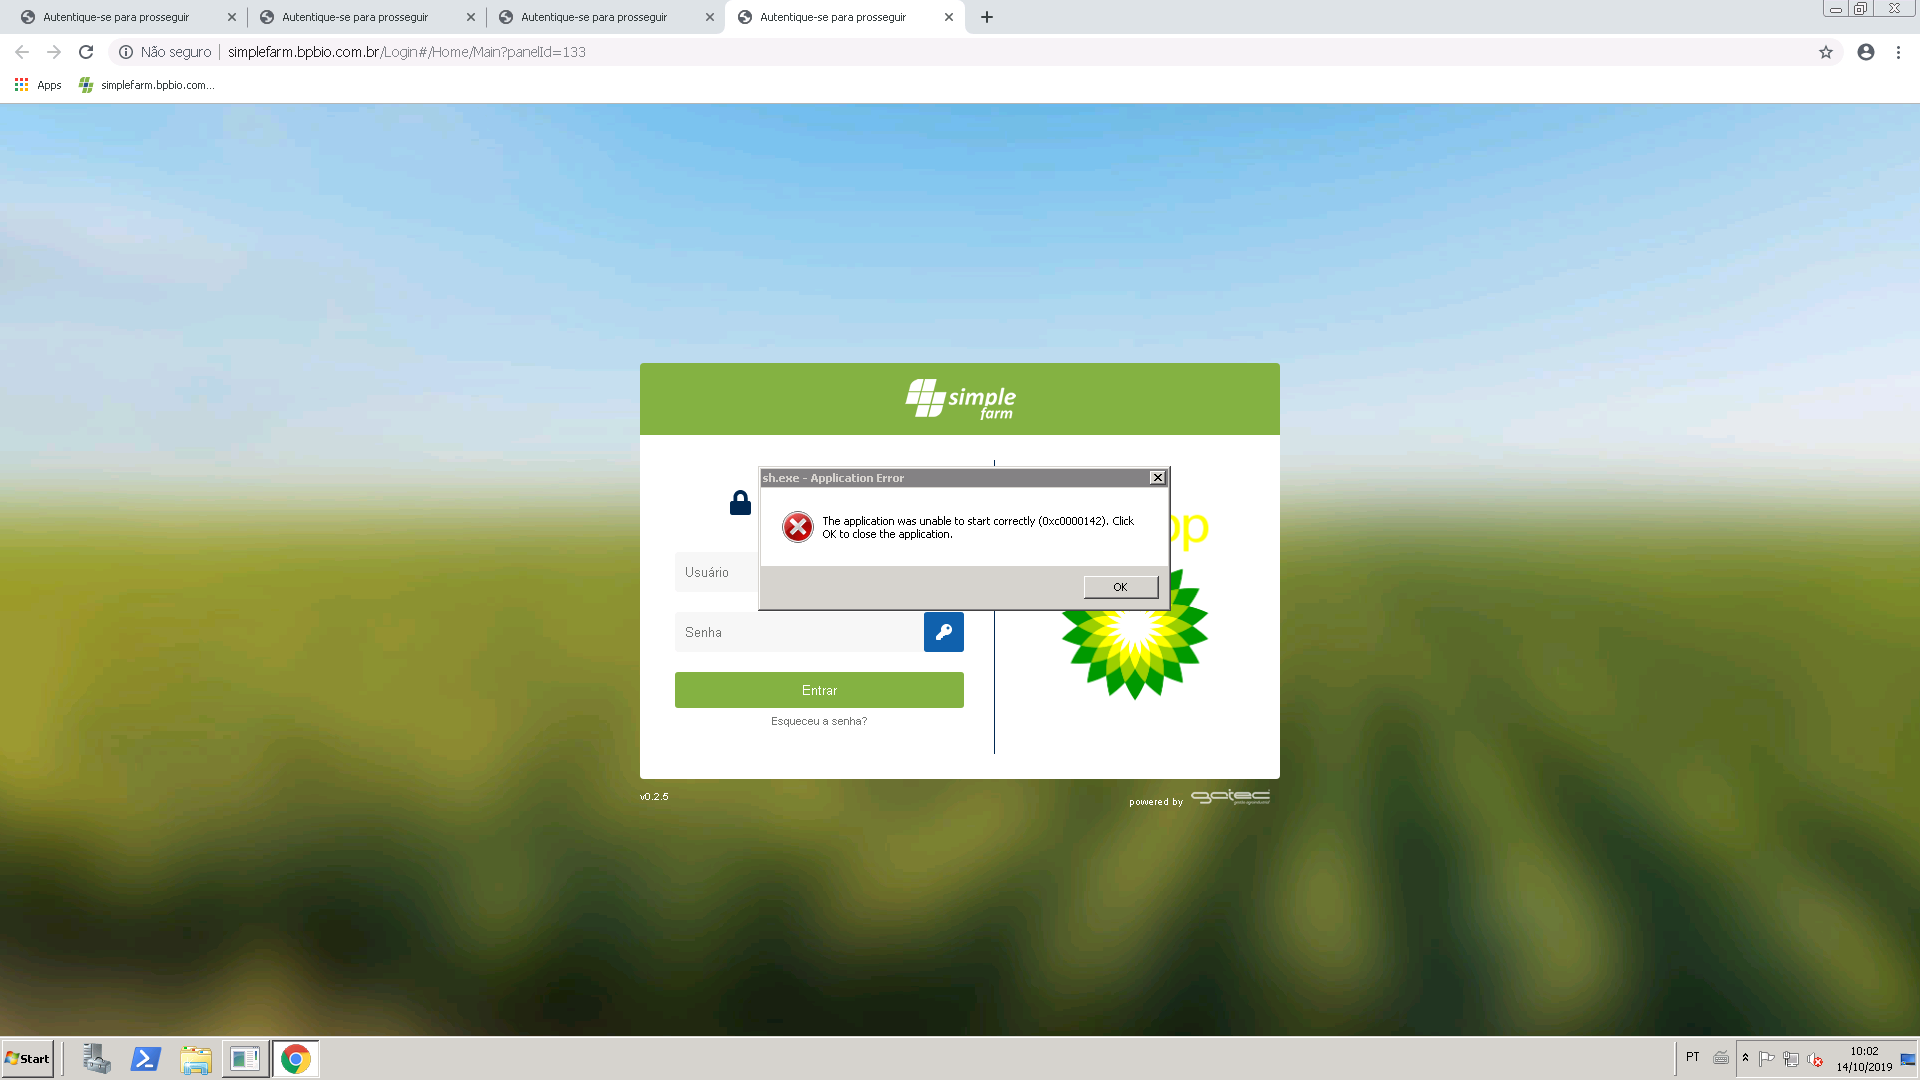 Autentique-se para prosseguir
Autentique-se para prosseguir
Autentique-se para prosseguir
Autentique-se para prosseguir
Não seguro
simplefarm.bpbio.com.br/Login#/Home/Main?panelId=133
Apps
simplefarm.bpbio.com...
simple
farm
sh.exe - Application Error
The application was unable to start correctly (0xc0000142). Click
OK to close the application.
OK
bp
Usuário
Senha
Entrar
Esqueceu a senha?
v0.2.5
powered by
gatec
Start
PT
10:02
14/10/2019